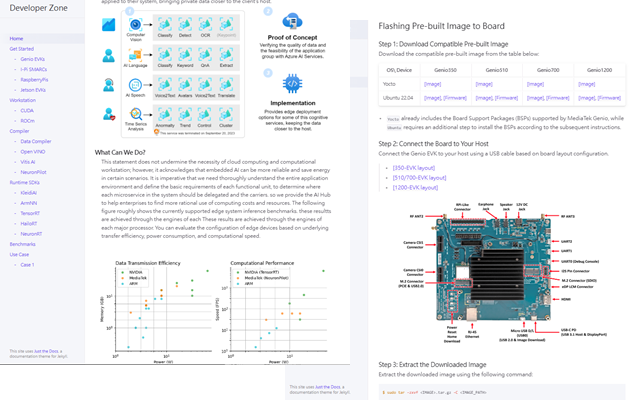 applied to their system, bringing private data closer to the client's host.
Developer Zone
Home
Get Started
Genio EVKs
I-Pi SMARCs
RaspberryPis
Jetson EVKs
Workstation
CUDA
ROCm
Compiler
Data Compiler
Open VINO
Vitis AI
NeuronPilot
Runtime SDKs
KleidiAI
ArmNN
TensorRT
HailoRT
NeuronRT
Benchmarks
Use Case
Case 1
This site uses Just the Docs, a
documentation theme for Jekyll.
1
Computer
Vision
Classify
Detect
OCR
AI Language
Classify
Keyword
QnA
Extract
AI Speech
Voice2Text
Avatars
Voice2Text
Translate
Time Series
Analysis
Anomally
Trend
Control
Cluster
This service was terminated on September 20, 2023
2
Proof of Concept
Verifying the quality of data and
the feasibility of the application
group with Azure AI Services.
3
Implementation
Provides edge deployment
options for some of this cognitive
services, keeping the data
closer to the host.
What Can We Do?
This statement does not undermine the necessity of cloud computing and computational
workstation; however, it acknowledges that embedded AI can be more reliable and save energy
in certain scenarios. It is imperative that we need thoroughly understand the entire application
environment and define the basic requirements of each functional unit, to determine where
each microservice in the system should be delegated and the carriers, so we provide the AI Hub
to help enterprises to find more rational use of computing costs and resources. The following
figure roughly shows the currently supported edge system inference benchmarks, these results
are achieved through the engines of each These results are achieved through the engines of
each major processor. You can evaluate the configuration of edge devices based on underlying
transfer efficiency, power consumption, and computational speed.
Data Transmission Efficiency
NVIDIA
MediaTek
ARM
Memory (GB)
Power (W)
Computational Performance
NVIDIA (TensorRT)
MediaTek (NeuronPilot)
ARM
Speed (FPS)
Power (W)
This site uses Just the Docs, a
documentation theme for Jekyll.
Flashing Pre-built Image to Board
Step 1: Download Compatible Pre-built Image
Download the compatible pre-built image from the table below:
OS\ Device Genio350 Genio510 Genio700 Genio1200
Yocto [Image] [Image] [Image] [Image]
Ubuntu 22.04 [Image], [Firmware] [Image], [Firmware] [Image], [Firmware]
Yocto already includes the Board Support Packages (BSPs) supported by MediaTek Genio, while
Ubuntu requires an additional step to install the BSPs according to the subsequent instructions.
Step 2: Connect the Board to Your Host
Connect the Genio EVK to your host using a USB cable based on board layout configuration.
[350-EVK layout]
[510/700-EVK layout]
[1200-EVK layout]
RF ANT2
RPi-Like
Connector
Earphone
Jack
Speaker
Jack
12V DC
Jack
RF ANT1
Camera-CN1
Connector
Camera-CN0
Connector
M.2 Connector
(PCIE & USB2.0)
UART2
UART1
UART0 (Debug Console)
I2S Pin Connector
M.2 Connector (SDIO)
eDP LCM Connector
HDMI
Power
Reset
Home
Download
RJ-45
Ethernet
Micro USB D/L
(USB0)
(USB 2.0 & Image Download)
USB-C PD
(USB 3.1 Host & DisplayPort)
Step 3: Extract the Downloaded Image
Extract the downloaded image using the following command:
$ sudo tar -xvf <IMAGE>.tar.gz -C <IMAGE_PATH>